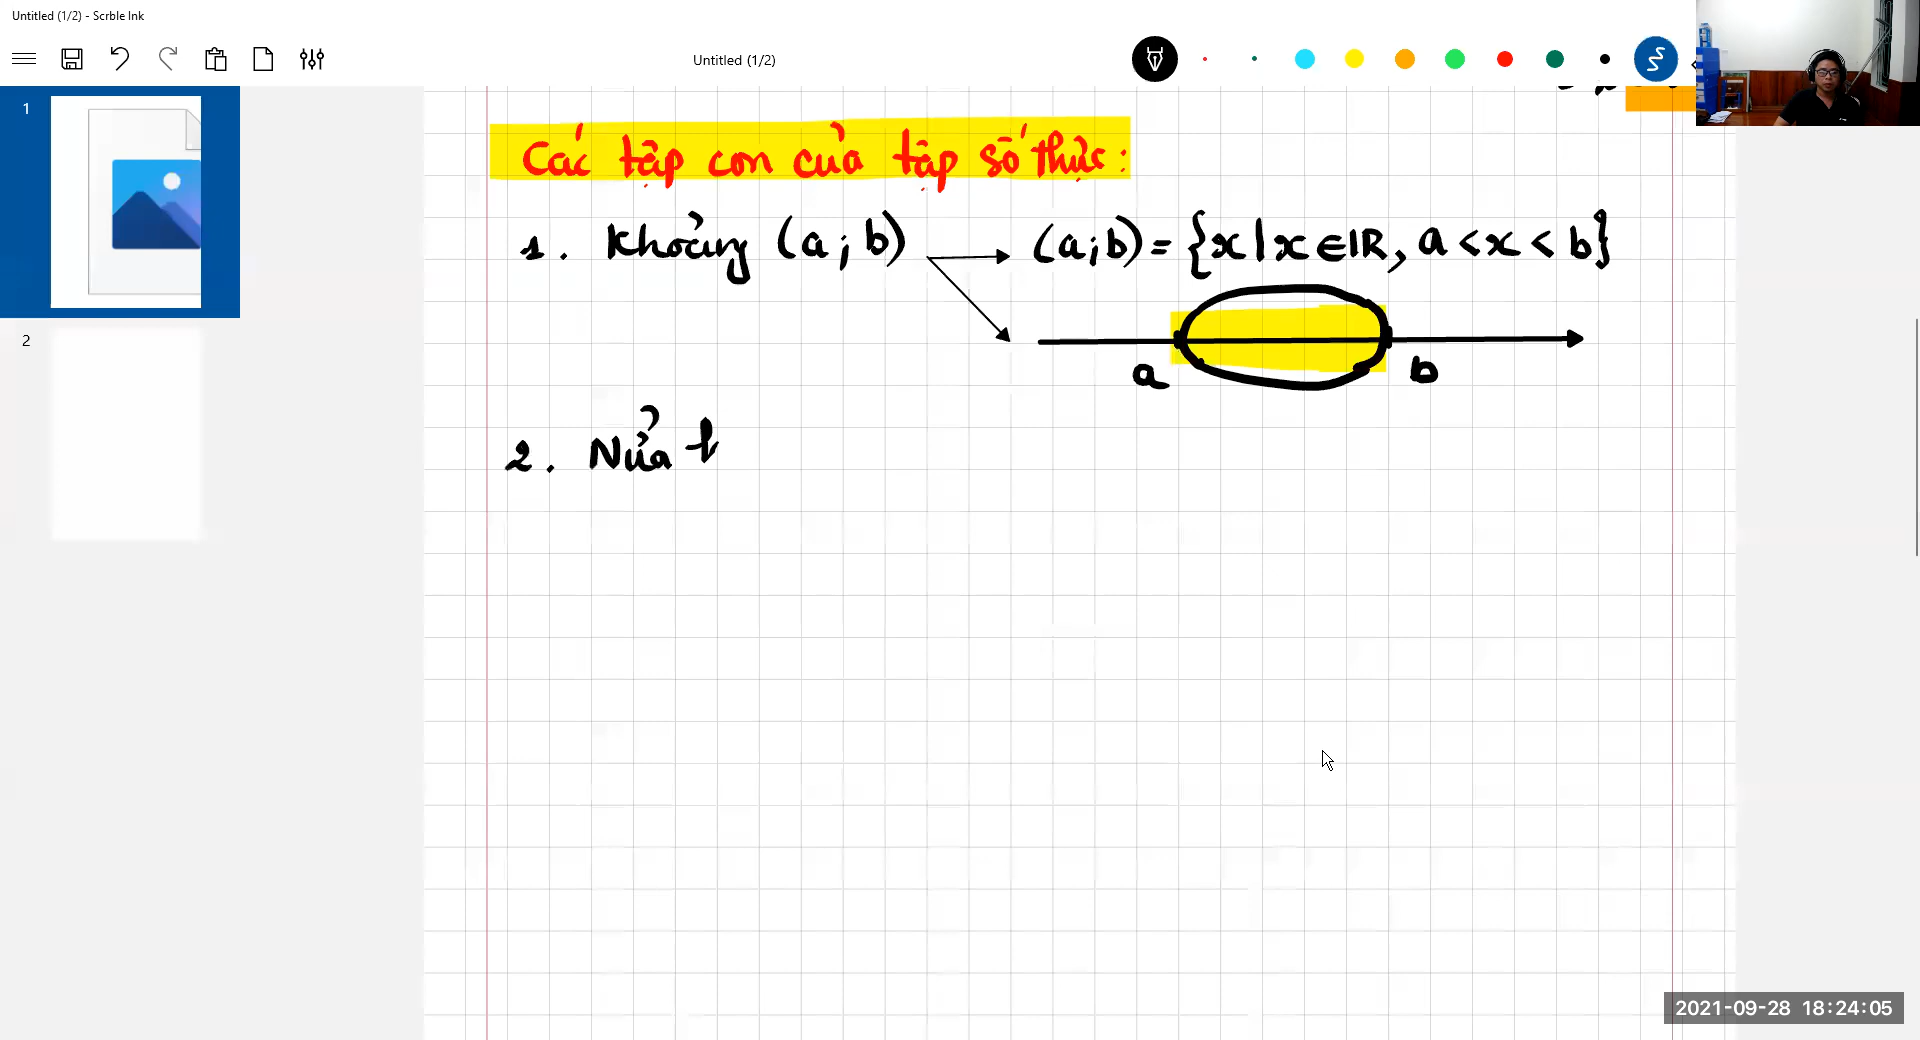 Untitled (1/2) - Scrble Ink
Untitled (1/2)
1
2
Các tập con của tập số thực:
1. Khoảng (a; b) (a; b) = {x | x ∈ ℝ, a < x < b}
a b
2. Nửa
2021-09-28 18:24:05